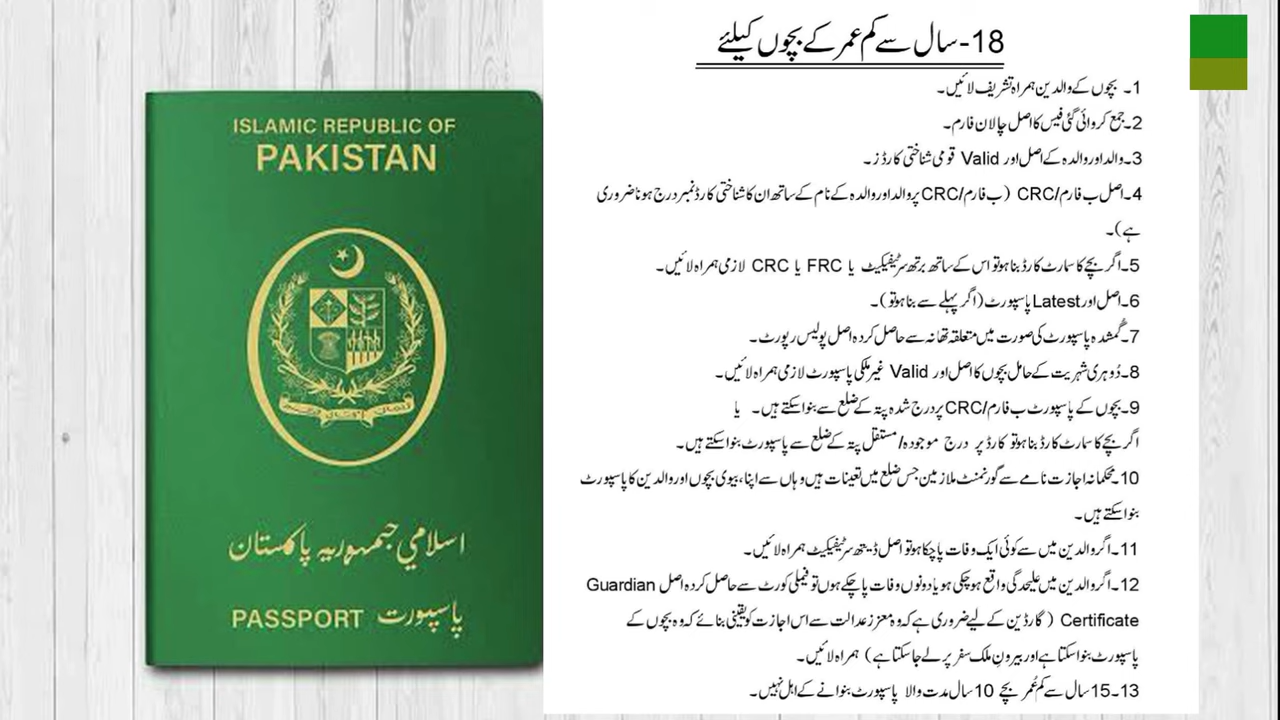 ISLAMIC REPUBLIC OF
PAKISTAN
اسلامي جمہوریہ پاکستان
PASSPORT پاسپورٹ
18-سال سے کم عمر کے بچوں کیلئے
1۔ بچوں کے والدین ہمراہ تشریف لائیں۔
2۔جمع کروائی گئی فیس کا اصل چالان فارم۔
3۔والد اور والدہ کے اصل اور Valid قومی شناختی کارڈز۔
4۔اصل ب فارم/CRC (ب فارم/CRC پر والد اور والدہ کے نام کے ساتھ ان کا شناختی کارڈ نمبر درج ہونا ضروری
ہے)۔
5۔اگر بچے کا سمارٹ کارڈ بنا ہو تو اس کے ساتھ برتھ سرٹیفیکیٹ یا FRC یا CRC لازمی ہمراہ لائیں۔
6۔اصل اور Latest پاسپورٹ (اگر پہلے سے بنا ہو تو)۔
7۔گمشدہ پاسپورٹ کی صورت میں متعلقہ تھانہ سے حاصل کردہ اصل پولیس رپورٹ۔
8۔دُوہری شہریت کے حامل بچوں کا اصل اور Valid غیر ملکی پاسپورٹ لازمی ہمراہ لائیں۔
9۔بچوں کے پاسپورٹ ب فارم/CRC پر درج شدہ پتہ کے ضلع سے بنوا سکتے ہیں۔ یا
اگر بچے کا سمارٹ کارڈ بنا ہو تو کارڈ پر درج موجودہ/مستقل پتہ کے ضلع سے پاسپورٹ بنوا سکتے ہیں۔
10۔محکمانہ اجازت نامے سے گورنمنٹ ملازمین جس ضلع میں تعینات ہیں وہاں سے اپنا، بیوی بچوں اور والدین کا پاسپورٹ
بنوا سکتے ہیں۔
11۔اگر والدین میں سے کوئی ایک وفات پا چکا ہو تو اصل ڈیتھ سرٹیفیکیٹ ہمراہ لائیں۔
12۔اگر والدین میں علیحدگی واقع ہو چکی ہو یا دونوں وفات پا چکے ہوں تو فیملی کورٹ سے حاصل کردہ اصل Guardian
Certificate ( گارڈین کے لیے ضروری ہے کہ وہ معزز عدالت سے اس اجازت کو یقینی بنائے کہ وہ بچوں کے
پاسپورٹ بنوا سکتا ہے اور بیرونِ ملک سفر پر لے جا سکتا ہے) ہمراہ لائیں۔
13۔15 سال سے کم عُمر بچے 10 سال مدت والا پاسپورٹ بنوانے کے اہل نہیں۔